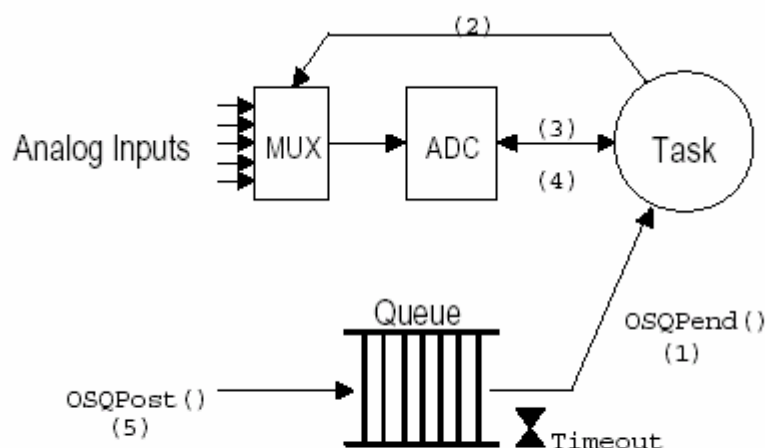 (2)
Analog Inputs
MUX
ADC
(3)
(4)
Task
Queue
OSQPend()
(1)
OSQPost()
(5)
Timeout